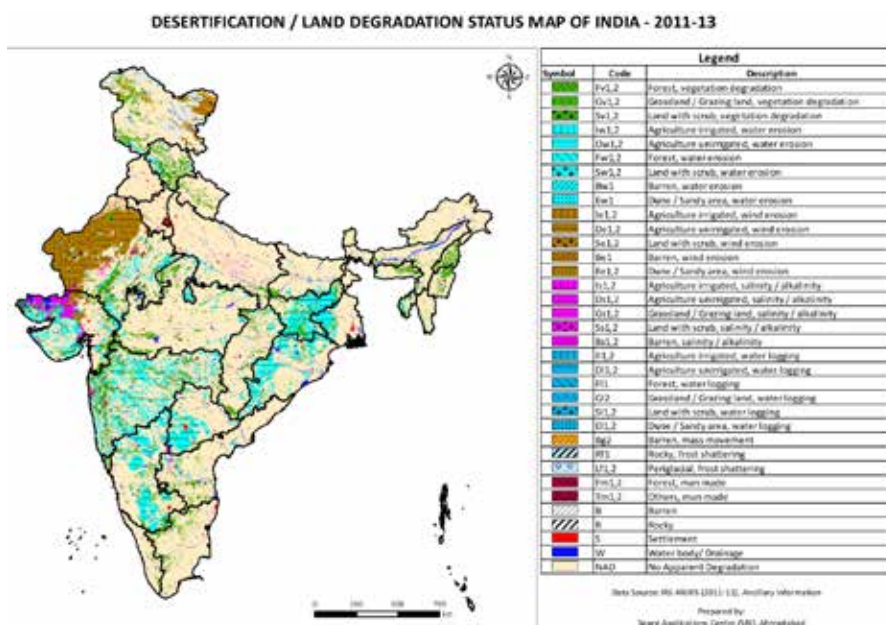 DESERTIFICATION / LAND DEGRADATION STATUS MAP OF INDIA - 2011-13
Legend
Symbol Code Description
Fv1,2 Forest, vegetation degradation
Gv1,2 Grassland / Grazing land, vegetation degradation
Sv1,2 Land with scrub, vegetation degradation
Iw1,2 Agriculture irrigated, water erosion
Dw1,2 Agriculture unirrigated, water erosion
Fw1,2 Forest, water erosion
Sw1,2 Land with scrub, water erosion
Bw1 Barren, water erosion
Ew1 Dune / Sandy area, water erosion
Ie1,2 Agriculture irrigated, wind erosion
De1,2 Agriculture unirrigated, wind erosion
Se1,2 Land with scrub, wind erosion
Be1 Barren, wind erosion
Ee1,2 Dune / Sandy area, wind erosion
Is1,2 Agriculture irrigated, salinity / alkalinity
Ds1,2 Agriculture unirrigated, salinity / alkalinity
Gs1,2 Grassland / Grazing land, salinity / alkalinity
Ss1,2 Land with scrub, salinity / alkalinity
Bs1,2 Barren, salinity / alkalinity
Il1,2 Agriculture irrigated, water logging
Dl1,2 Agriculture unirrigated, water logging
Fl1 Forest, water logging
Gl2 Grassland / Grazing land, water logging
Sl1,2 Land with scrub, water logging
El1,2 Dune / Sandy area, water logging
Bg2 Barren, mass movement
Rf1 Rocky, frost shattering
Lf1,2 Periglacial, frost shattering
Fm1,2 Forest, man made
Tm1,2 Others, man made
B Barren
R Rocky
S Settlement
W Water body/ Drainage
NAD No Apparent Degradation
Ancillary Information
Prepared by:
Space Applications Centre Ahmedabad